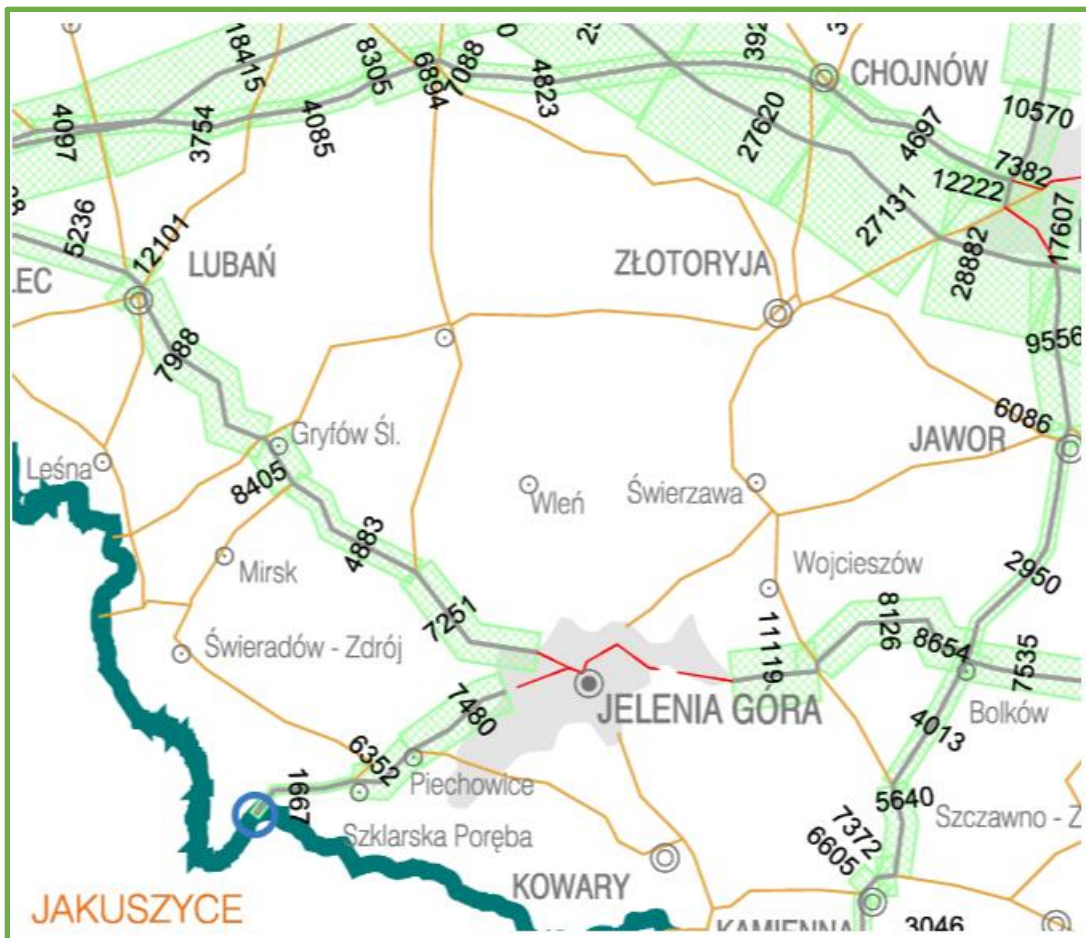 18415
8305
6894
7088
4823
CHOJNÓW
4097
3754
4085
27620
4697
10570
7382
12222
17607
27131
28882
5236
12101
LUBAŃ
ZŁOTORYJA
7988
9556
6086
JAWOR
Gryfów Śl.
Leśna
8405
Wleń
Świerzawa
4883
Mirsk
Wojcieszów
2950
7251
11119
8126
8654
7535
Świeradów - Zdrój
7480
JELENIA GÓRA
Bolków
4013
6352
Piechowice
1667
Szklarska Poręba
5640
Szczawno - Z
7372
6605
KOWARY
JAKUSZYCE
KAMIENNA
3046